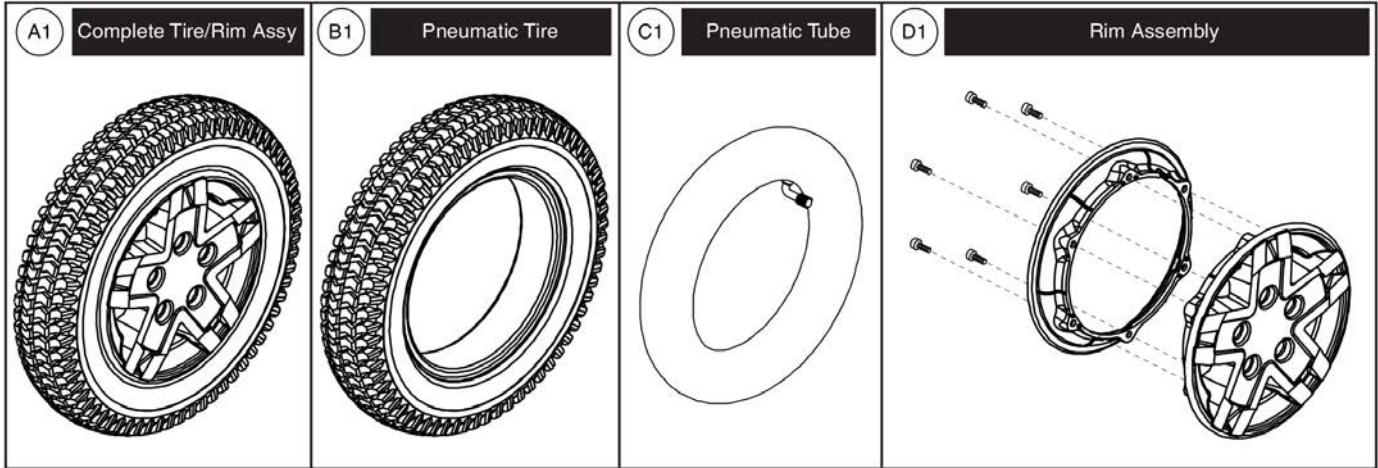 A1 Complete Tire/Rim Assy
B1 Pneumatic Tire
C1 Pneumatic Tube
D1 Rim Assembly